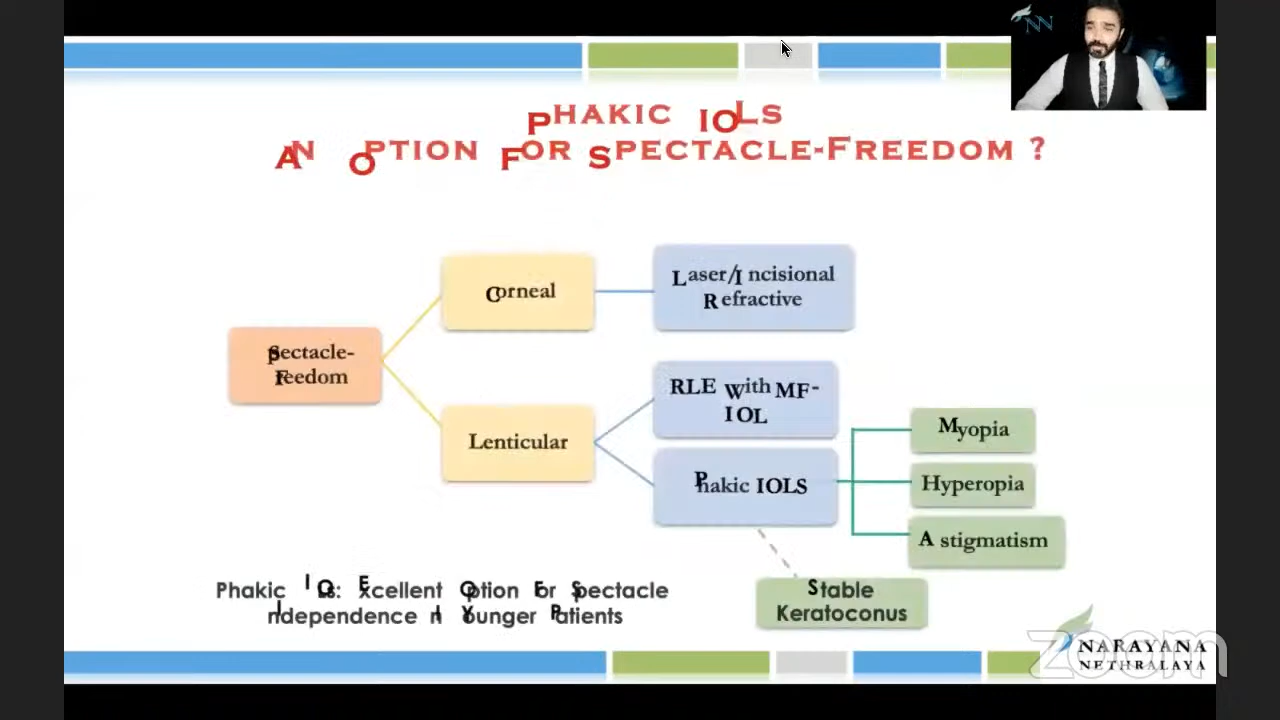 NN
PHAKIC IOLS
AN OPTION FOR SPECTACLE-FREEDOM ?
Corneal
Laser/Incisional
Refractive
Spectacle-
Freedom
RLE With MF-
IOL
Lenticular
Phakic IOLS
Myopia
Hyperopia
Astigmatism
Stable
Keratoconus
Phakic IOLs: Excellent Option For Spectacle
Independence In Younger Patients
zoom
NARAYANA
NETHRALAYA